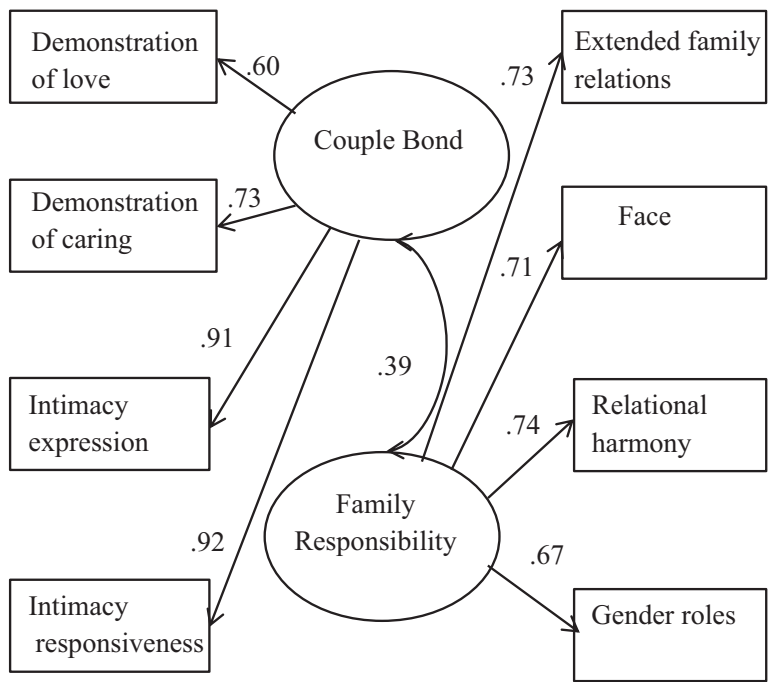 Demonstration
of love
.60
Couple Bond
.73
Extended family
relations
Demonstration
of caring
.73
Face
.71
.91
.39
Intimacy
expression
Relational
harmony
.74
.92
Family
Responsibility
.67
Intimacy
responsiveness
Gender roles